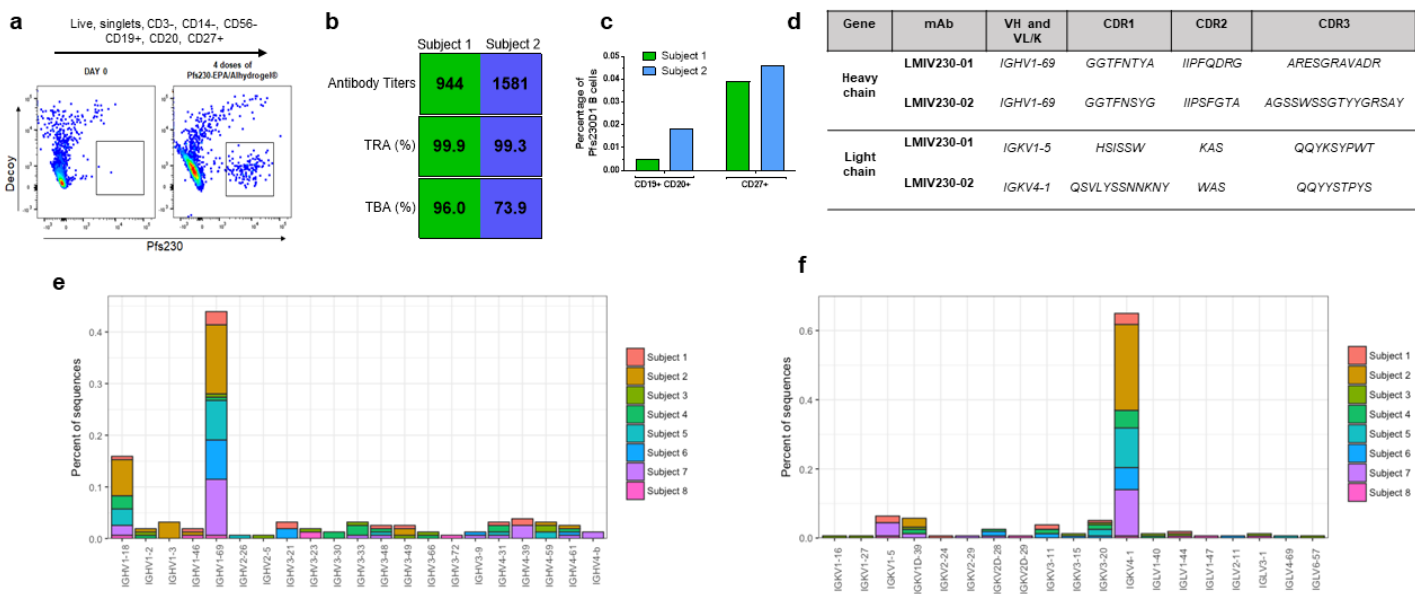 a
Live, singlets, CD3-, CD14-, CD56-
CD19+, CD20, CD27+
DAY 0
4 doses of
Pfs230-EPA/Alhydrogel®
Decoy
Pfs230
b
Subject 1 Subject 2
Antibody Titers 944 1581
TRA (%) 99.9 99.3
TBA (%) 96.0 73.9
c
Subject 1
Subject 2
Percentage of
Pfs230D1 B cells
0.05
0.04
0.03
0.02
0.01
0.00
CD19+ CD20+ CD27+
d
Gene mAb VH and VL/K CDR1 CDR2 CDR3
Heavy chain
LMIV230-01 IGHV1-69 GGTFNTYA IIPFQDRG ARESGRAVADR
LMIV230-02 IGHV1-69 GGTFNSYG IIPSFGTA AGSSWSSGTYYGRSAY
Light chain
LMIV230-01 IGKV1-5 HSISSW KAS QQYKSYPWT
LMIV230-02 IGKV4-1 QSVLYSSNNKNY WAS QQYYSTPYS
e
Percent of sequences
0.4
0.3
0.2
0.1
0.0
IGHV1-18
IGHV1-2
IGHV1-3
IGHV1-46
IGHV1-69
IGHV2-26
IGHV2-5
IGHV3-21
IGHV3-23
IGHV3-30
IGHV3-33
IGHV3-48
IGHV3-49
IGHV3-66
IGHV3-72
IGHV3-9
IGHV4-31
IGHV4-39
IGHV4-59
IGHV4-61
IGHV4-b
Subject 1
Subject 2
Subject 3
Subject 4
Subject 5
Subject 6
Subject 7
Subject 8
f
Percent of sequences
0.6
0.4
0.2
0.0
IGKV1-16
IGKV1-27
IGKV1-5
IGKV1D-39
IGKV2-24
IGKV2-29
IGKV2D-28
IGKV2D-29
IGKV3-11
IGKV3-15
IGKV3-20
IGKV4-1
IGLV1-40
IGLV1-44
IGLV1-47
IGLV2-11
IGLV3-1
IGLV4-69
IGLV6-57
Subject 1
Subject 2
Subject 3
Subject 4
Subject 5
Subject 6
Subject 7
Subject 8